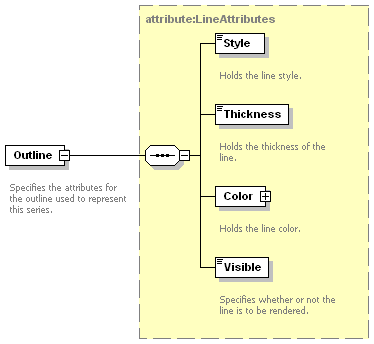 attribute:LineAttributes
Style
Holds the line style.
Thickness
Holds the thickness of the
line.
Outline
Specifies the attributes for
the outline used to represent
this series.
Color
Holds the line color.
Visible
Specifies whether or not the
line is to be rendered.